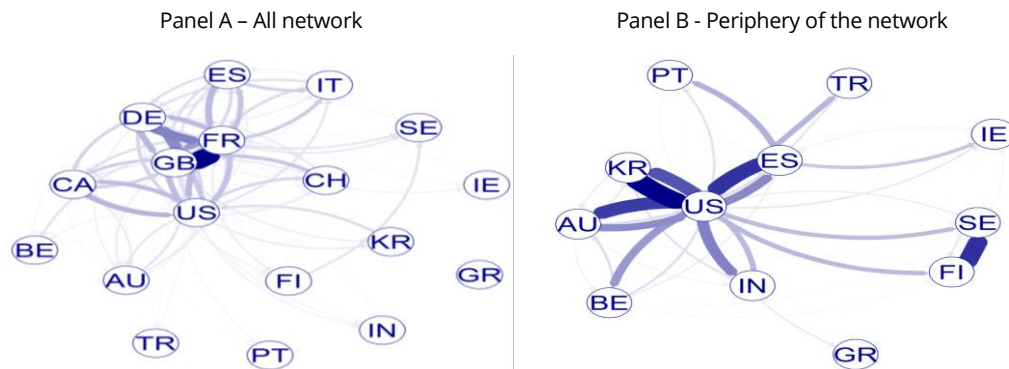 Panel A – All network
Panel B - Periphery of the network
ES
IT
DE
FR
SE
GB
CA
CH
IE
US
KR
BE
AU
FI
GR
IN
TR
PT
PT
TR
IE
KR
ES
US
AU
SE
FI
IN
BE
GR